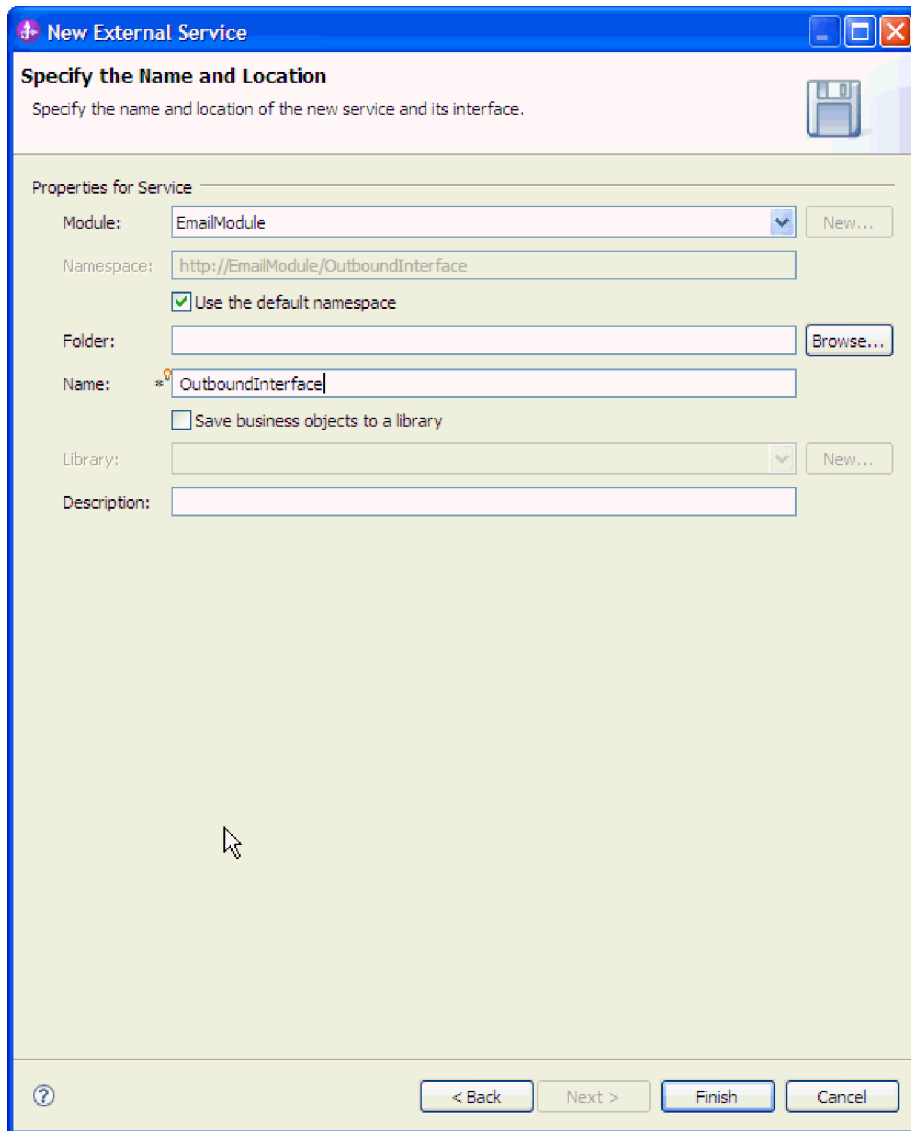 New External Service
Specify the Name and Location
Specify the name and location of the new service and its interface.
Properties for Service
Module: EmailModule New...
Namespace: http://EmailModule/OutboundInterface
Use the default namespace
Folder: Browse...
Name: * OutboundInterface
Save business objects to a library
Library: New...
Description:
? < Back Next > Finish Cancel